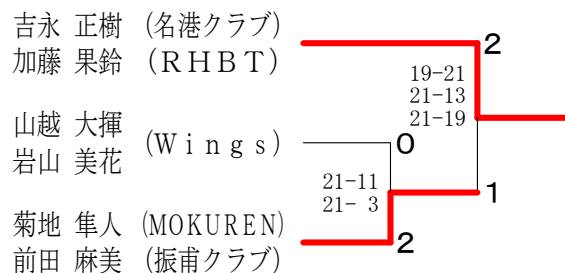 吉永 正樹 (名港クラブ)
加藤 果鈴 (RHBT)
2
19-21
21-13
21-19
山越 大揮
岩山 美花
(Wings)
0
21-11
21- 3
1
菊地 隼人 (MOKUREN)
前田 麻美 (振甫クラブ)
2